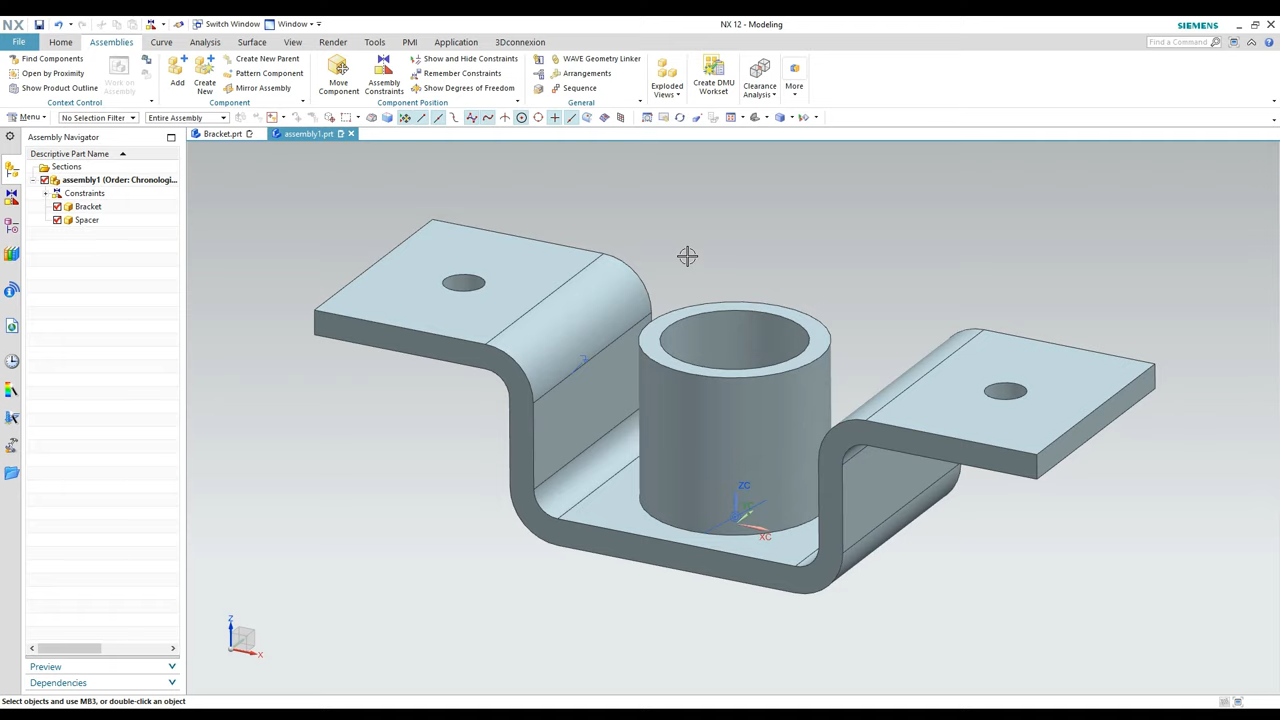 NX
Switch Window
Window
NX 12 - Modeling
SIEMENS
File
Home
Assemblies
Curve
Analysis
Surface
View
Render
Tools
PMI
Application
3Dconnexion
Find a Command
Find Components
Open by Proximity
Show Product Outline
Work on Assembly
Context Control
Add
Create New
Create New Parent
Pattern Component
Mirror Assembly
Component
Move Component
Assembly Constraints
Show and Hide Constraints
Remember Constraints
Show Degrees of Freedom
Component Position
WAVE Geometry Linker
Arrangements
Sequence
General
Exploded Views
Create DMU Workset
Clearance Analysis
More
Menu
No Selection Filter
Entire Assembly
Assembly Navigator
Bracket.prt
assembly1.prt
Descriptive Part Name
Sections
assembly1 (Order: Chronologi...
Constraints
Bracket
Spacer
ZC
XC
Z
X
Preview
Dependencies
Select objects and use MB3, or double-click an object